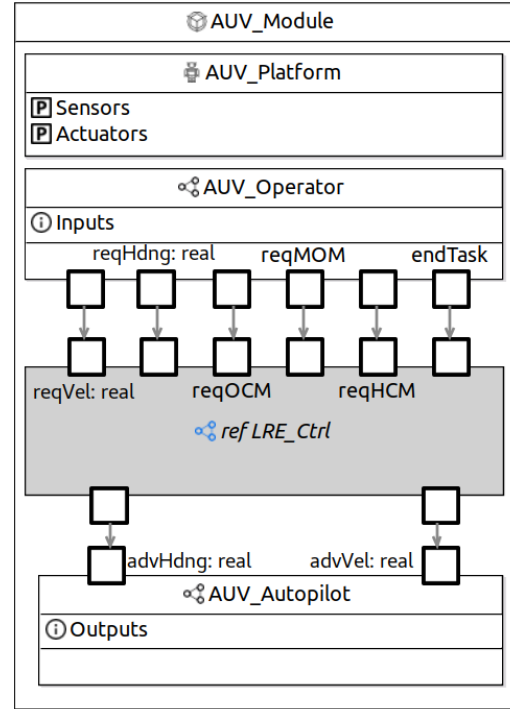 AUV_Module
AUV_Platform
P Sensors
P Actuators
AUV_Operator
i Inputs
reqHdng: real reqMOM endTask
reqVel: real reqOCM reqHCM
ref LRE_Ctrl
advHdng: real advVel: real
AUV_Autopilot
i Outputs